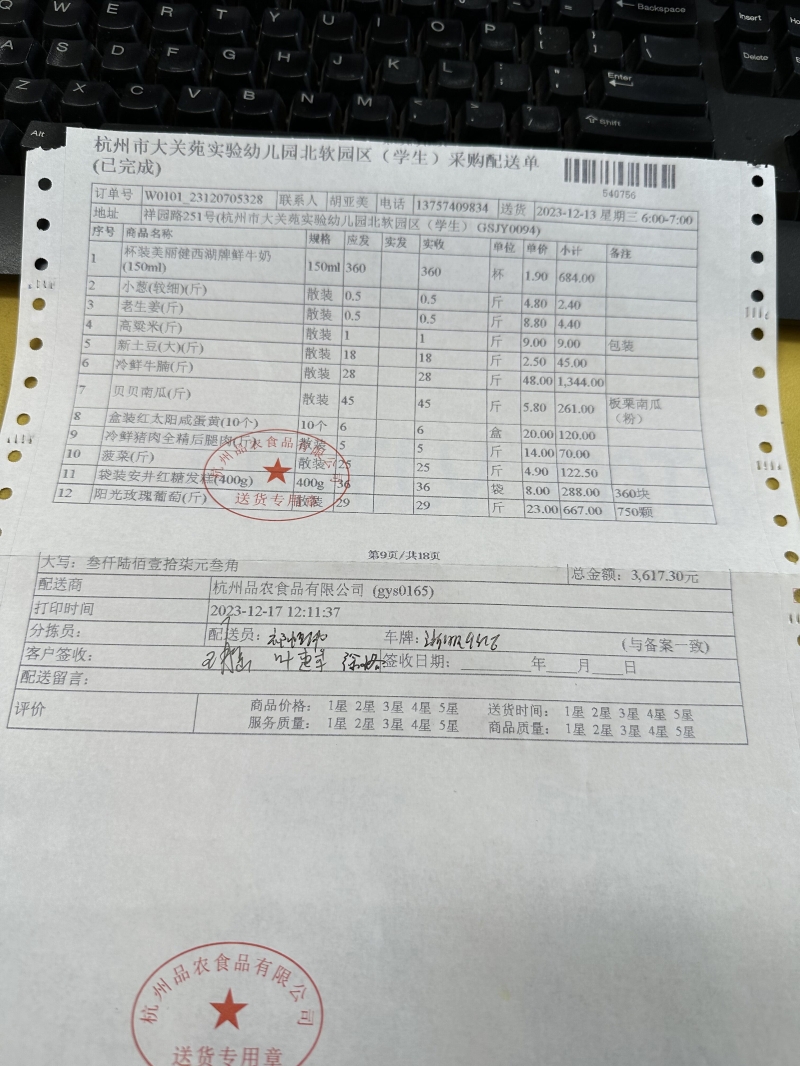 Q W E R T Y U I O P { [ } ] Backspace Insert
A S D F G H J K L : ; | \ Enter Delete
Z X C V B N M Shift
Alt
杭州市大关苑实验幼儿园北软园区（学生）采购配送单
(已完成)
540756
订单号 W0101_23120705328 联系人 胡亚美 电话 13757409834 送货 2023-12-13 星期三 6:00-7:00
地址 祥园路251号(杭州市大关苑实验幼儿园北软园区（学生）GSJY0094)
序号 商品名称 规格 应发 实发 实收 单位 单价 小计 备注
1 杯装美丽健西湖牌鲜牛奶(150ml) 150ml 360 360 杯 1.90 684.00
2 小葱(较细)(斤) 散装 0.5 0.5 斤 4.80 2.40
3 老生姜(斤) 散装 0.5 0.5 斤 8.80 4.40
4 高粱米(斤) 散装 1 1 斤 9.00 9.00 包装
5 新土豆(大)(斤) 散装 18 18 斤 2.50 45.00
6 冷鲜牛腩(斤) 散装 28 28 斤 48.00 1,344.00
7 贝贝南瓜(斤) 散装 45 45 斤 5.80 261.00 板栗南瓜（粉）
8 盒装红太阳咸蛋黄(10个) 10个 6 6 盒 20.00 120.00
9 冷鲜猪肉全精后腿肉(斤) 散装 5 5 斤 14.00 70.00
10 菠菜(斤) 散装 25 25 斤 4.90 122.50
11 袋装安井红糖发糕(400g) 400g 36 36 袋 8.00 288.00 360块
12 阳光玫瑰葡萄(斤) 散装 29 29 斤 23.00 667.00 750颗
杭州品农食品有限公司
送货专用章
第9页/共18页
大写：叁仟陆佰壹拾柒元叁角 总金额：3,617.30元
配送商 杭州品农食品有限公司 (gys0165)
打印时间 2023-12-17 12:11:37
分拣员： 配送员： 车牌： (与备案一致)
客户签收： 签收日期：____年____月____日
配送留言：
评价 商品价格： 1星 2星 3星 4星 5星 送货时间： 1星 2星 3星 4星 5星
服务质量： 1星 2星 3星 4星 5星 商品质量： 1星 2星 3星 4星 5星
杭州品农食品有限公司
送货专用章